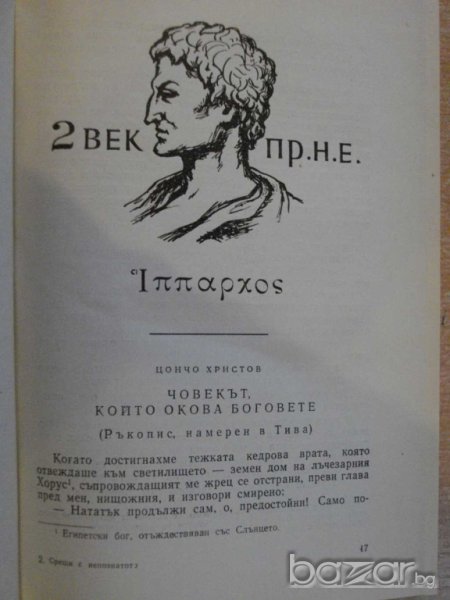 2 ВЕК ПР.Н.Е.
Ἵππαρχος
ЦОНЧО ХРИСТОВ
ЧОВЕКЪТ,
КОЙТО ОКОВА БОГОВЕТЕ
(Ръкопис, намерен в Тива)
Когато достигнахме тежката кедрова врата, която
отвеждаше към светилището — земен дом на лъчезарния
Хорус¹, съпровождащият ме жрец се отстрани, преви глава
пред мен, нищожния, и изговори смирено:
— Нататък продължи сам, о, предостойни! Само по-
¹ Египетски бог, отъждествяван със Слънцето.
2. Срещи с непознатот
47
bazar.bg